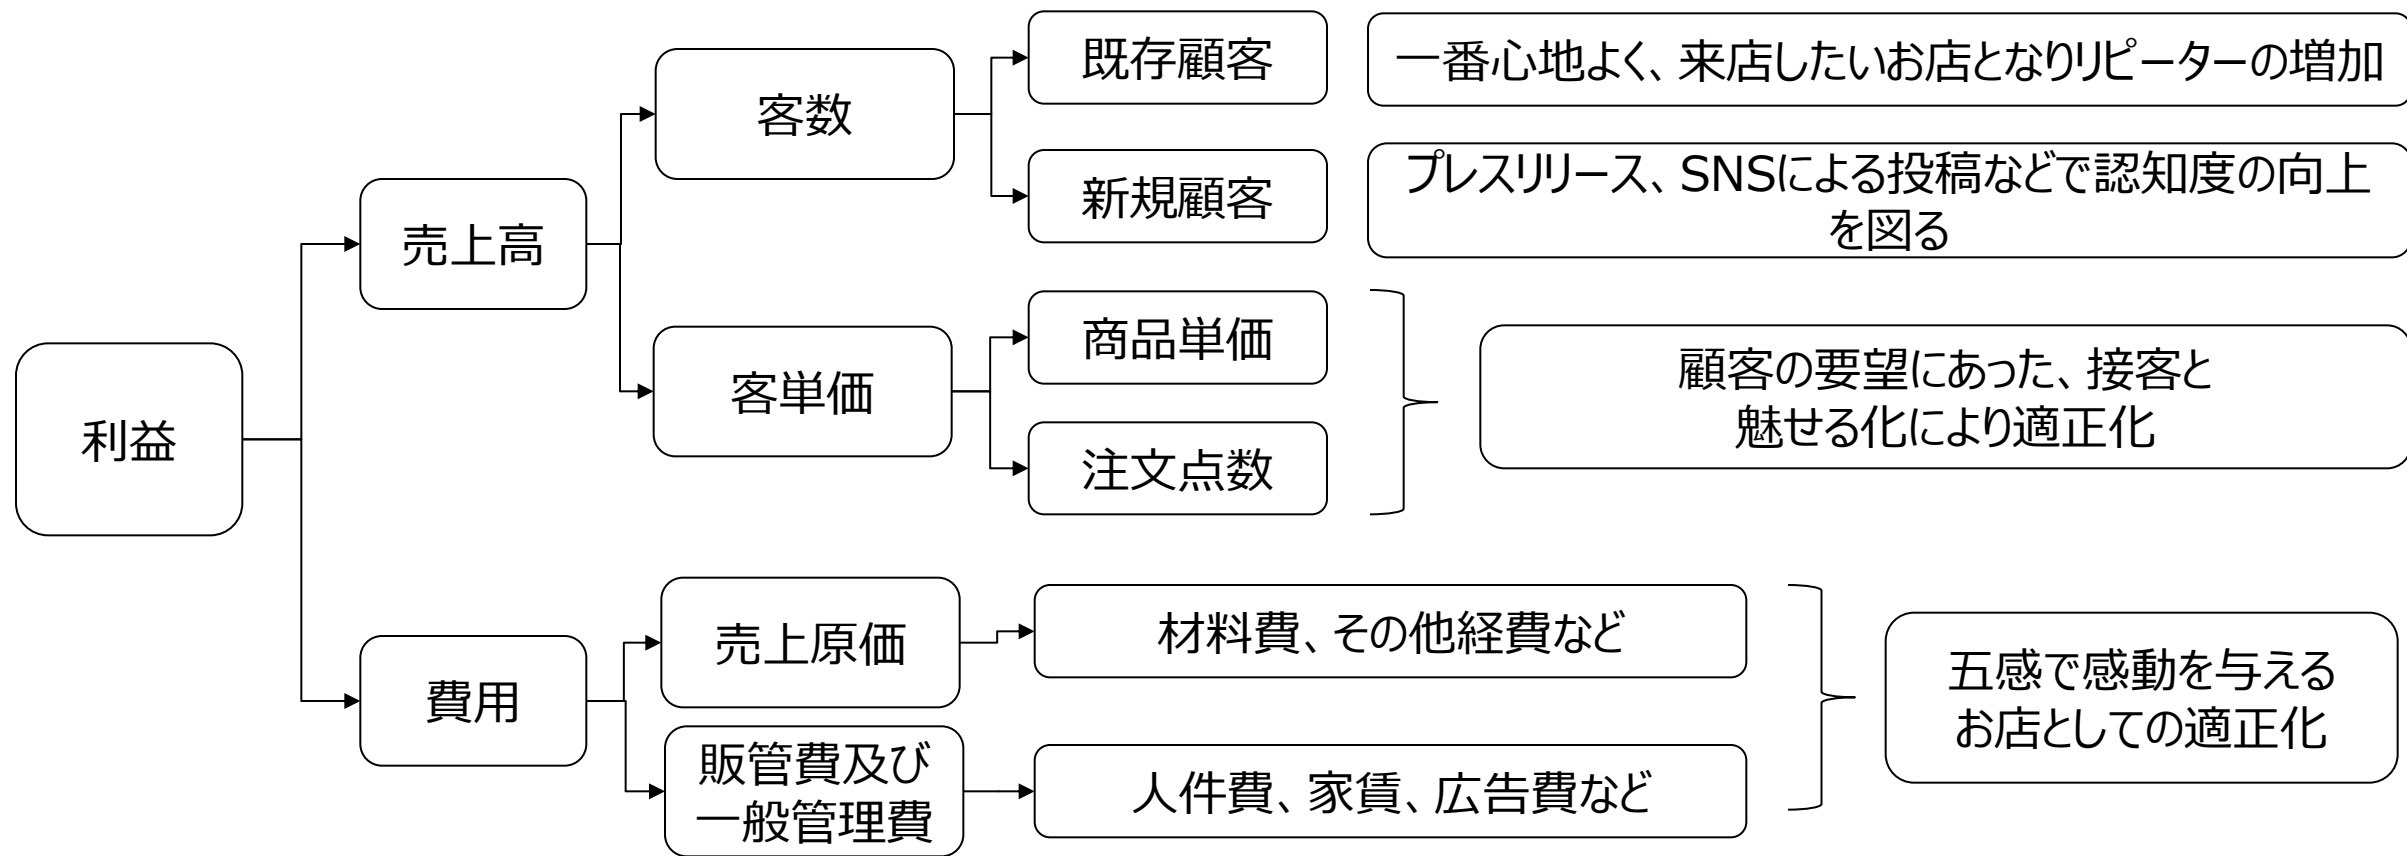 利益
売上高
客数
既存顧客
一番心地よく、来店したいお店となりリピーターの増加
新規顧客
プレスリリース、SNSによる投稿などで認知度の向上
を図る
客単価
商品単価
注文点数
顧客の要望にあった、接客と
魅せる化により適正化
費用
売上原価
材料費、その他経費など
販管費及び
一般管理費
人件費、家賃、広告費など
五感で感動を与える
お店としての適正化